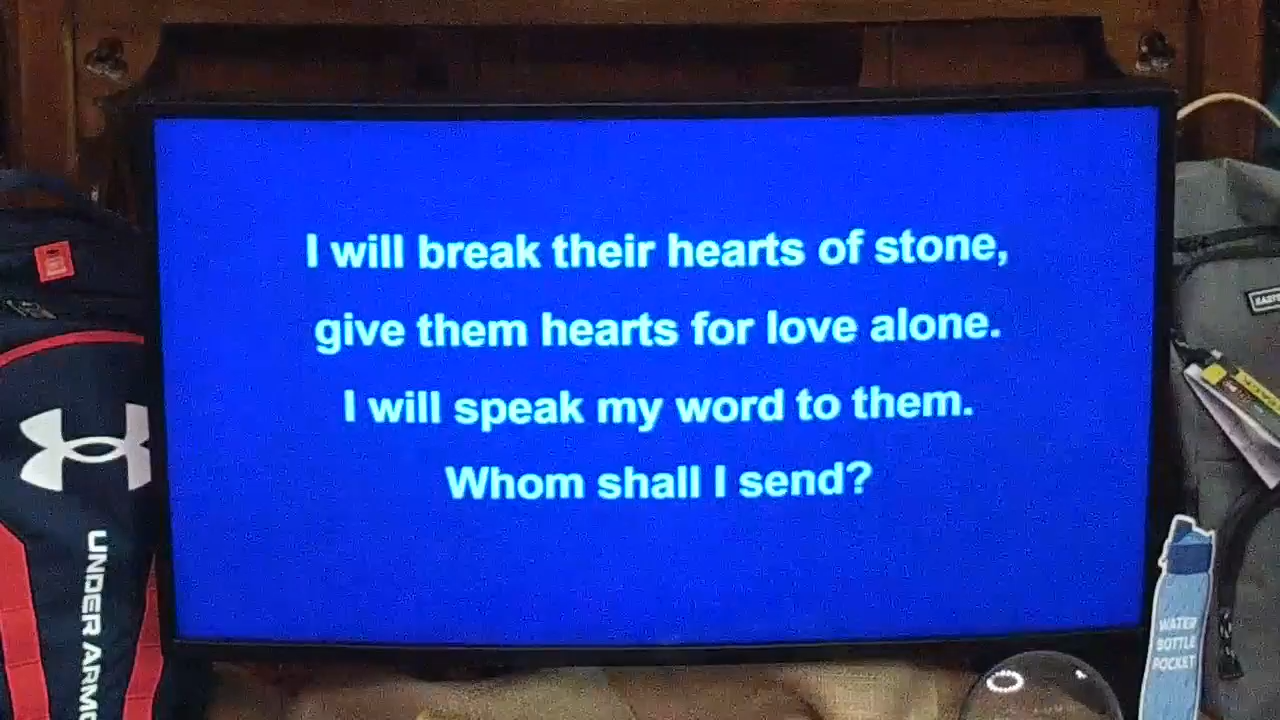 I will break their hearts of stone,
give them hearts for love alone.
I will speak my word to them.
Whom shall I send?
UNDER ARMO
WATER
BOTTLE
POCKET